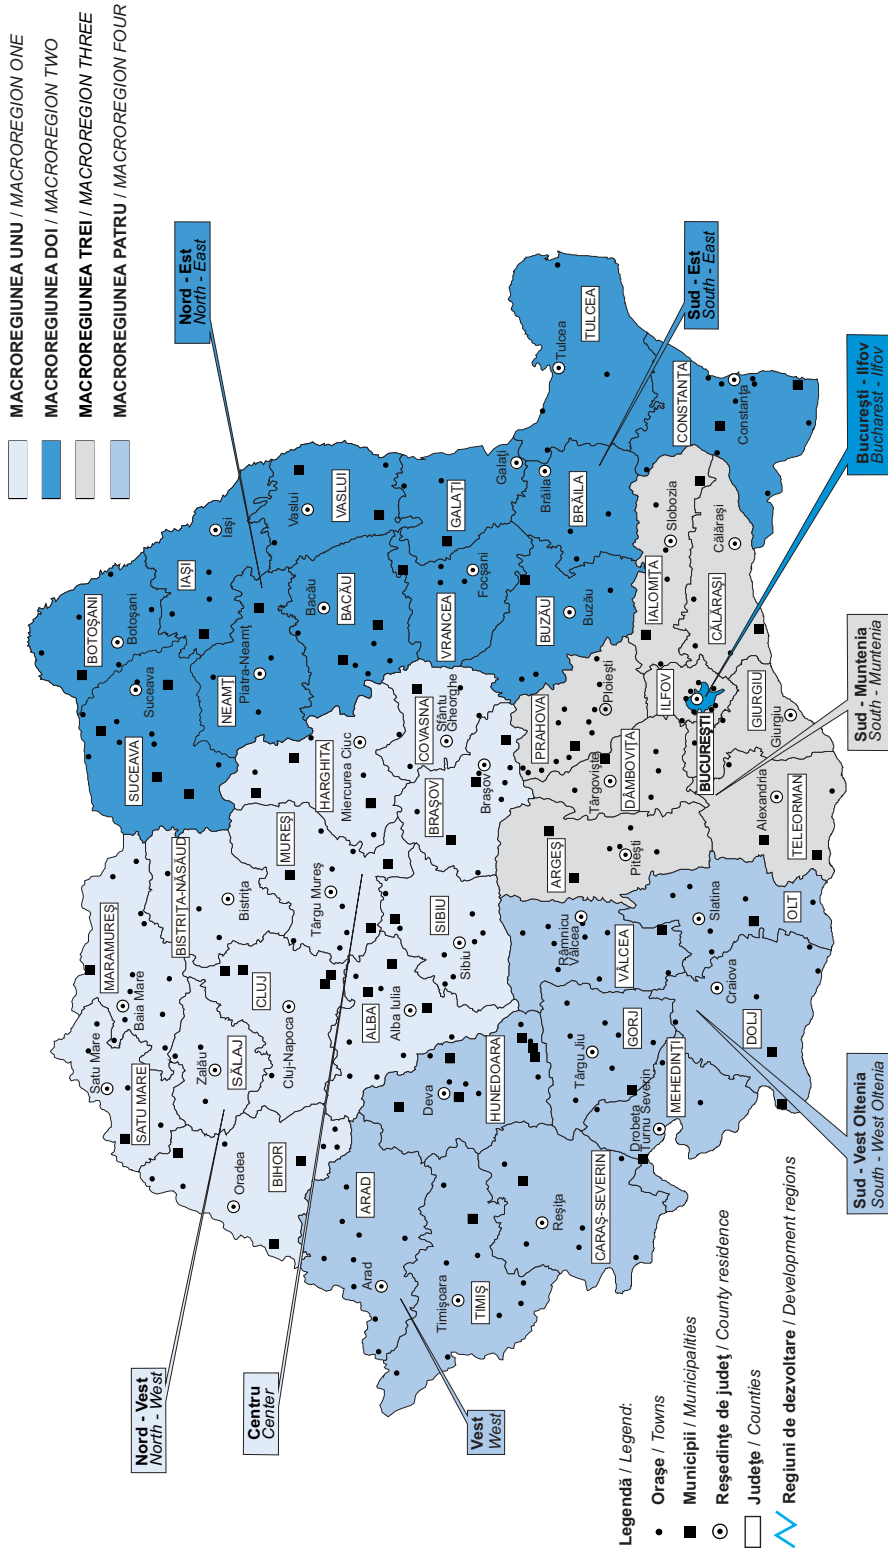 MACROREGIUNEA UNU / MACROREGION ONE
MACROREGIUNEA DOI / MACROREGION TWO
MACROREGIUNEA TREI / MACROREGION THREE
MACROREGIUNEA PATRU / MACROREGION FOUR
Nord - Vest
North - West
Centru
Center
Vest
West
Nord - Est
North - East
Sud - Est
South - East
Bucureşti - Ilfov
Bucharest - Ilfov
Sud - Muntenia
South - Muntenia
Sud - Vest Oltenia
South - West Oltenia
SATU MARE
Satu Mare
MARAMUREŞ
Baia Mare
BISTRIŢA-NĂSĂUD
Bistriţa
SĂLAJ
Zalău
CLUJ
Cluj-Napoca
BIHOR
Oradea
SUCEAVA
Suceava
BOTOŞANI
Botoşani
IAŞI
Iaşi
NEAMŢ
Piatra-Neamţ
BACĂU
Bacău
VASLUI
Vaslui
MUREŞ
Târgu Mureş
HARGHITA
Miercurea Ciuc
COVASNA
Sfântu
Gheorghe
BRAŞOV
Braşov
SIBIU
Sibiu
ALBA
Alba Iulia
ARAD
Arad
TIMIŞ
Timişoara
HUNEDOARA
Deva
CARAŞ-SEVERIN
Reşiţa
VRANCEA
Focşani
GALAŢI
Galaţi
BRĂILA
Brăila
TULCEA
Tulcea
BUZĂU
Buzău
CONSTANŢA
Constanţa
PRAHOVA
Ploieşti
DÂMBOVIŢA
Târgovişte
ARGEŞ
Piteşti
IALOMIŢA
Slobozia
CĂLĂRAŞI
Călăraşi
ILFOV
BUCUREŞTI
GIURGIU
Giurgiu
TELEORMAN
Alexandria
VÂLCEA
Râmnicu
Vâlcea
GORJ
Târgu Jiu
MEHEDINŢI
Drobeta
Turnu Severin
DOLJ
Craiova
OLT
Slatina
Legendă / Legend:
Oraşe / Towns
Municipii / Municipalities
Reşedinţe de judeţ / County residence
Judeţe / Counties
Regiuni de dezvoltare / Development regions